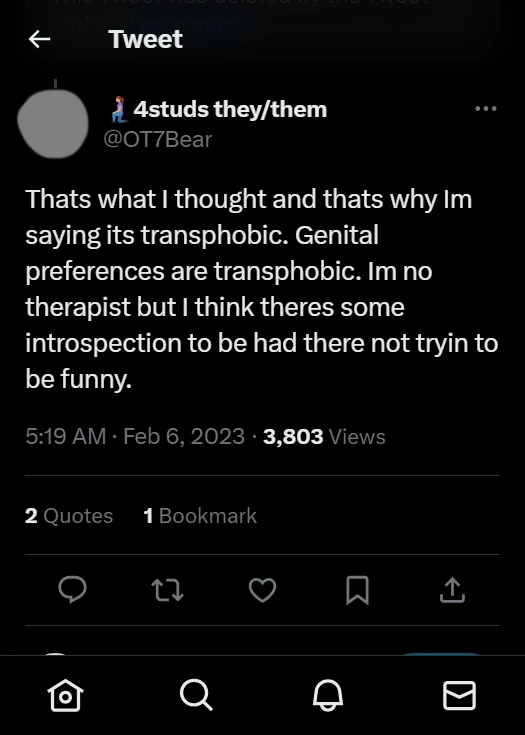 Tweet
4studs they/them
@OT7Bear
Thats what I thought and thats why Im
saying its transphobic. Genital
preferences are transphobic. Im no
therapist but I think theres some
introspection to be had there not tryin to
be funny.
5:19 AM · Feb 6, 2023 · 3,803 Views
2 Quotes 1 Bookmark